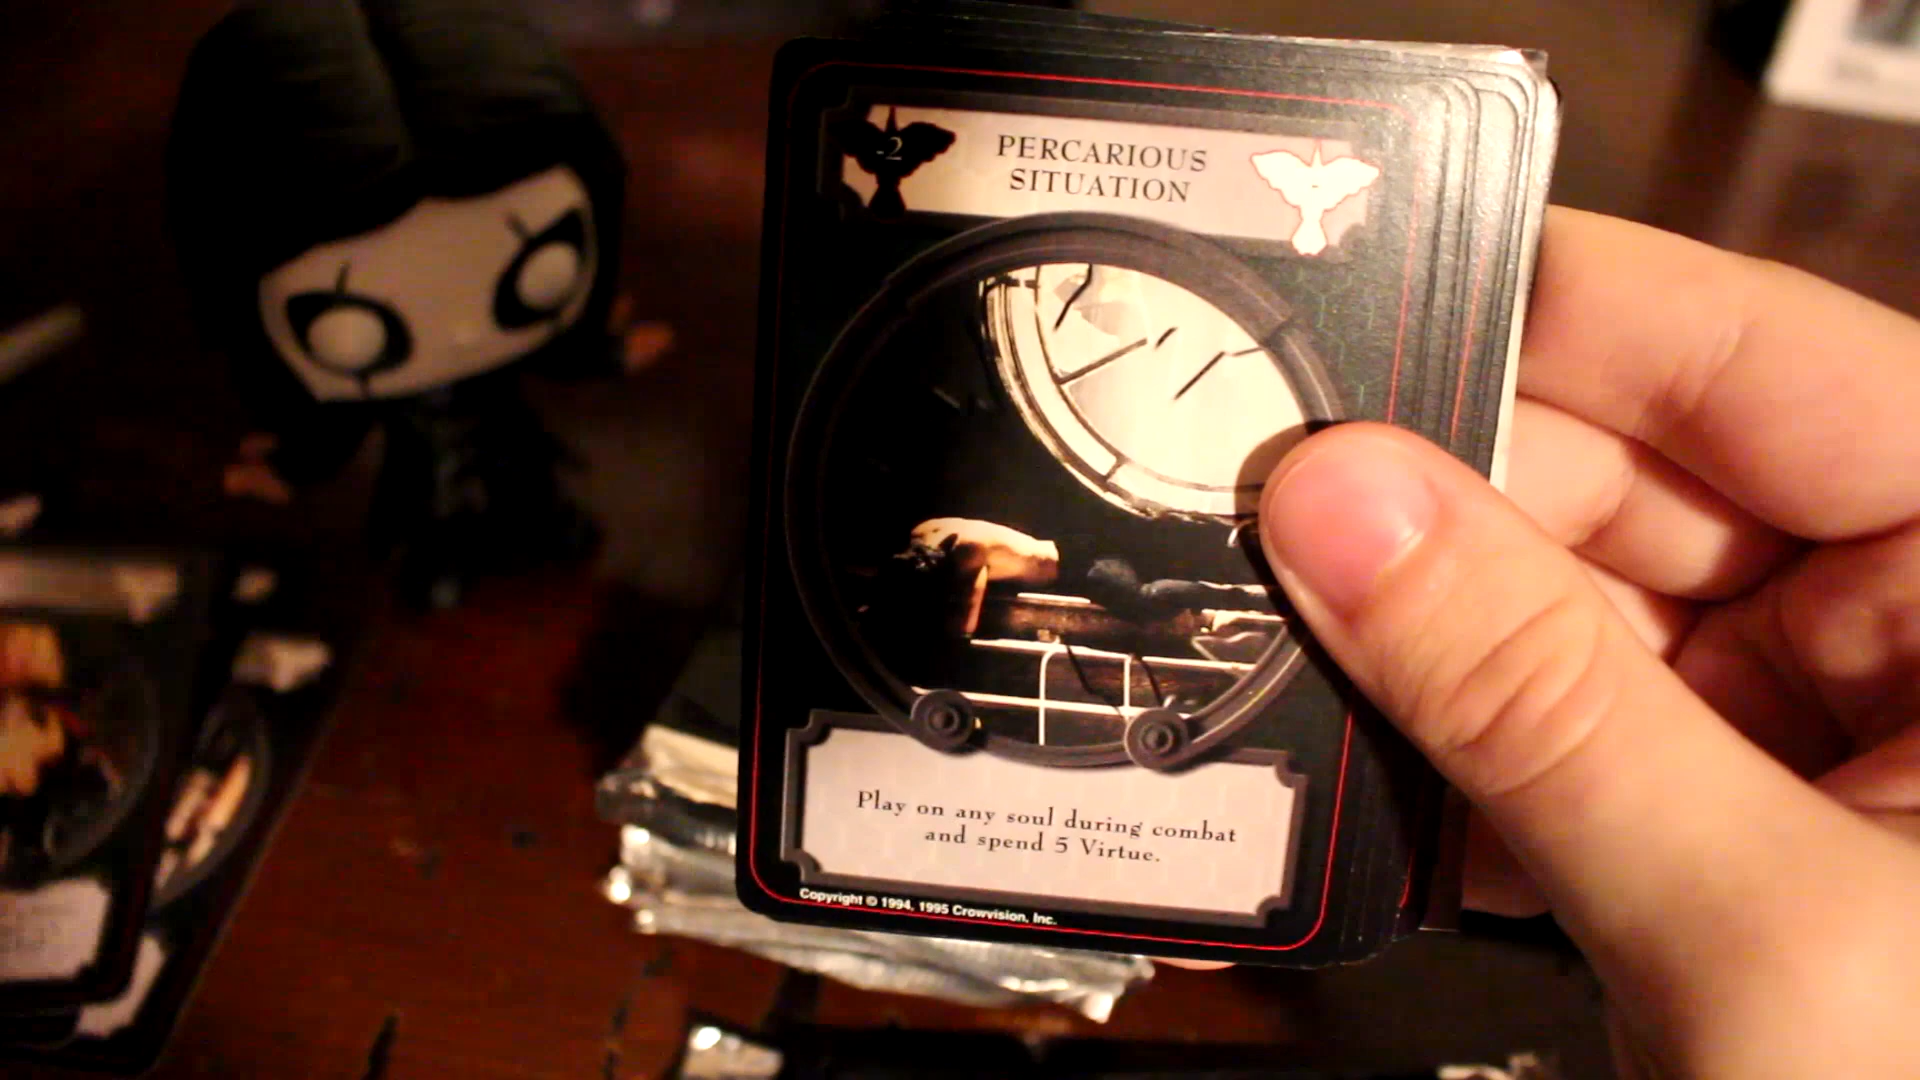 -2
PERCARIOUS
SITUATION
-
Play on any soul during combat
and spend 5 Virtue.
Copyright © 1994, 1995 Crowvision, Inc.